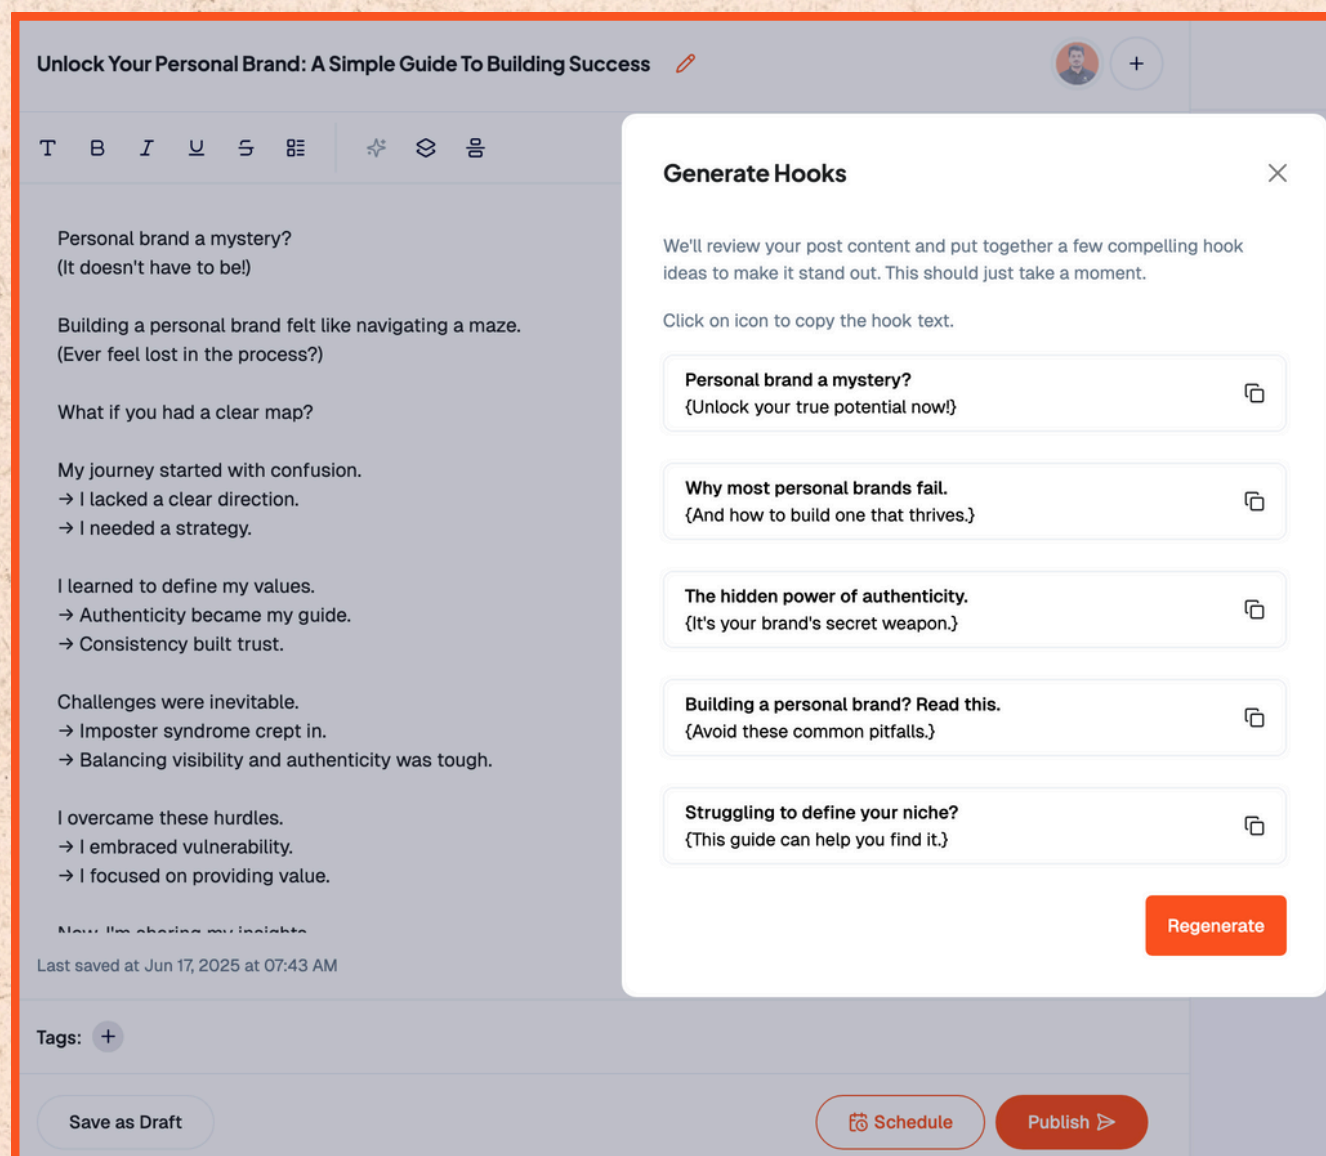 Unlock Your Personal Brand: A Simple Guide To Building Success
Personal brand a mystery?
(It doesn't have to be!)
Building a personal brand felt like navigating a maze.
(Ever feel lost in the process?)
What if you had a clear map?
My journey started with confusion.
→ I lacked a clear direction.
→ I needed a strategy.
I learned to define my values.
→ Authenticity became my guide.
→ Consistency built trust.
Challenges were inevitable.
→ Imposter syndrome crept in.
→ Balancing visibility and authenticity was tough.
I overcame these hurdles.
→ I embraced vulnerability.
→ I focused on providing value.
Now, I'm sharing my insights
Last saved at Jun 17, 2025 at 07:43 AM
Tags:
Save as Draft
Schedule
Publish
Generate Hooks
We'll review your post content and put together a few compelling hook
ideas to make it stand out. This should just take a moment.
Click on icon to copy the hook text.
Personal brand a mystery?
{Unlock your true potential now!}
Why most personal brands fail.
{And how to build one that thrives.}
The hidden power of authenticity.
{It's your brand's secret weapon.}
Building a personal brand? Read this.
{Avoid these common pitfalls.}
Struggling to define your niche?
{This guide can help you find it.}
Regenerate